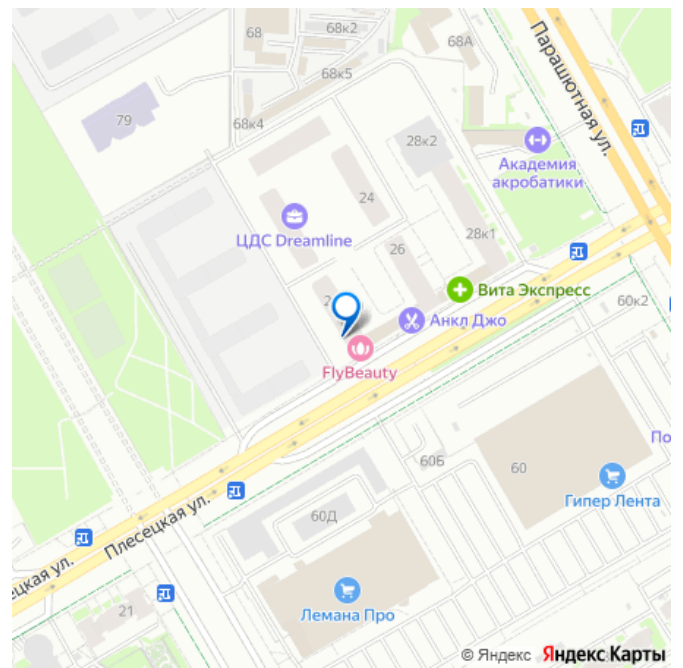 68
68к2
68А
68к5
Парашютная ул.
79
68к4
28к2
Академия
акробатики
24
ЦДС Dreamline
28к1
26
Вита Экспресс
60к2
Анкл Джо
FlyBeauty
60Б
60
По
Гипер Лента
Плесецкая ул.
60Д
цкая ул.
21
Лемана Про
© Яндекс Яндекс Карты